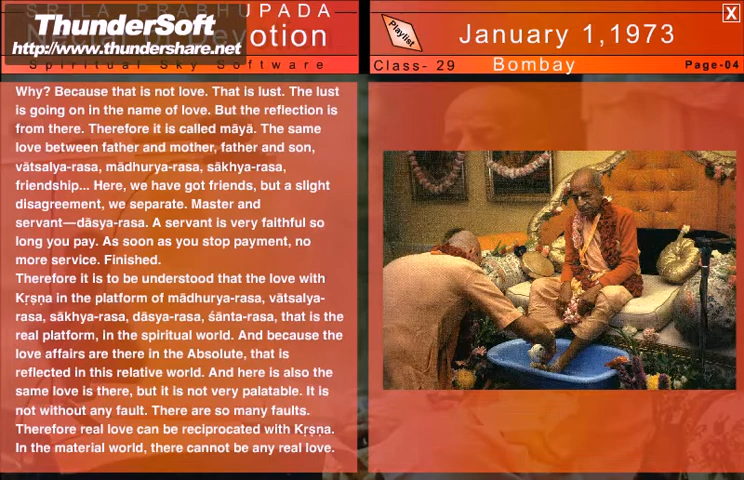 SRILA PRABHUPADA
ThunderSoft
http://www.thundershare.net
Devotion
Spiritual Sky Software
Playlist
January 1,1973
X
Class- 29
Bombay
Page-04
Why? Because that is not love. That is lust. The lust
is going on in the name of love. But the reflection is
from there. Therefore it is called māyā. The same
love between father and mother, father and son,
vātsalya-rasa, mādhurya-rasa, sākhya-rasa,
friendship... Here, we have got friends, but a slight
disagreement, we separate. Master and
servant—dāsya-rasa. A servant is very faithful so
long you pay. As soon as you stop payment, no
more service. Finished.
Therefore it is to be understood that the love with
Kṛṣṇa in the platform of mādhurya-rasa, vātsalya-
rasa, sākhya-rasa, dāsya-rasa, śānta-rasa, that is the
real platform, in the spiritual world. And because the
love affairs are there in the Absolute, that is
reflected in this relative world. And here is also the
same love is there, but it is not very palatable. It is
not without any fault. There are so many faults.
Therefore real love can be reciprocated with Kṛṣṇa.
In the material world, there cannot be any real love.